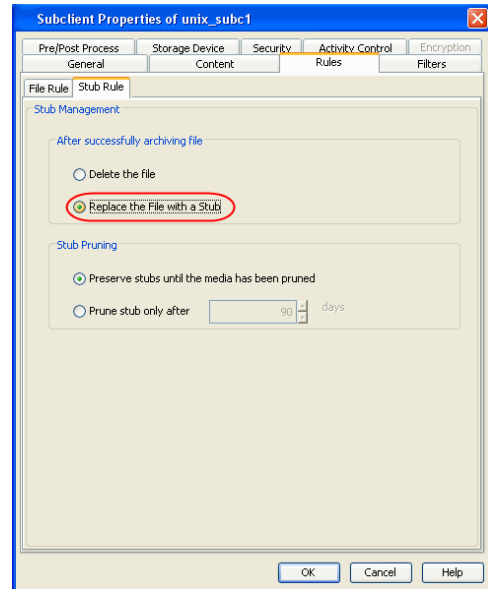 Subclient Properties of unix_subc1
Pre/Post Process Storage Device Security Activity Control Encryption
General Content Rules Filters
File Rule Stub Rule
Stub Management
After successfully archiving file
Delete the file
Replace the File with a Stub
Stub Pruning
Preserve stubs until the media has been pruned
Prune stub only after 90 days
OK Cancel Help